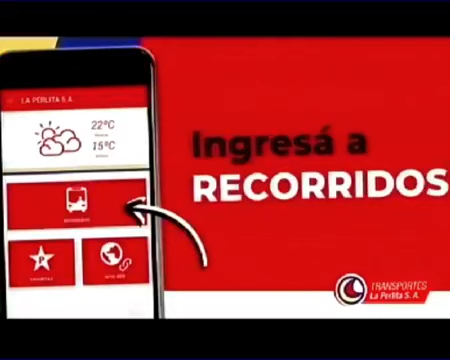 LA PERLITA S.A.
22°C
15°C
Ingresá a
RECORRIDOS
TRANSPORTES
La Perlita S.A.